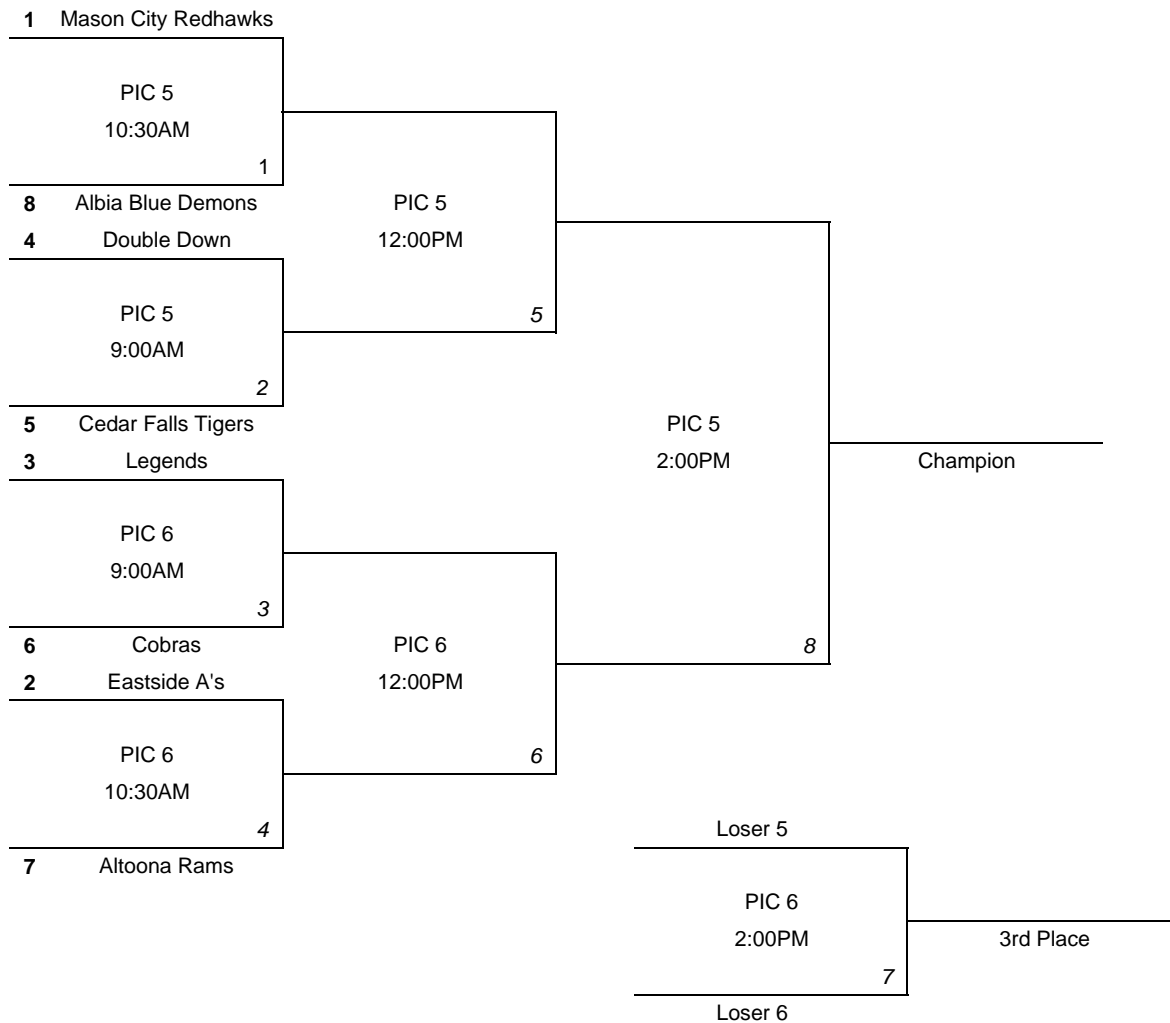 1 Mason City Redhawks
PIC 5
10:30AM
1
8 Albia Blue Demons
4 Double Down
PIC 5
9:00AM
2
5 Cedar Falls Tigers
3 Legends
PIC 6
9:00AM
3
6 Cobras
2 Eastside A's
PIC 6
10:30AM
4
7 Altoona Rams
PIC 5
12:00PM
5
PIC 6
12:00PM
6
PIC 5
2:00PM
8
Champion
Loser 5
PIC 6
2:00PM
7
Loser 6
3rd Place